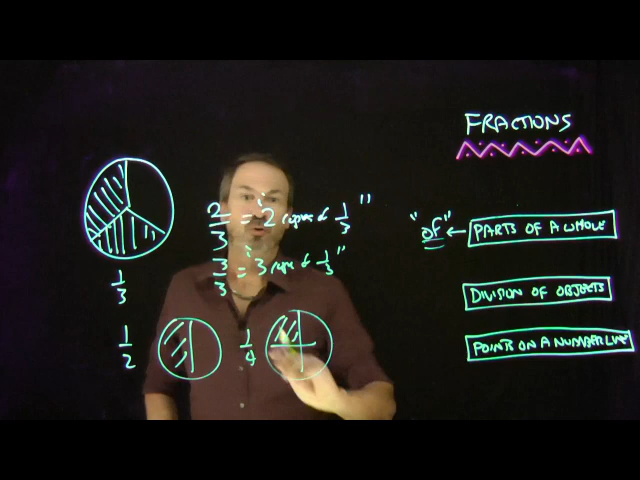 FRACTIONS
"of" ← PARTS OF A WHOLE
DIVISION OF OBJECTS
POINTS ON A NUMBER LINE
2/3 = "2 copies of 1/3"
3/3 = "3 copies of 1/3"
1/3
1/2
1/4